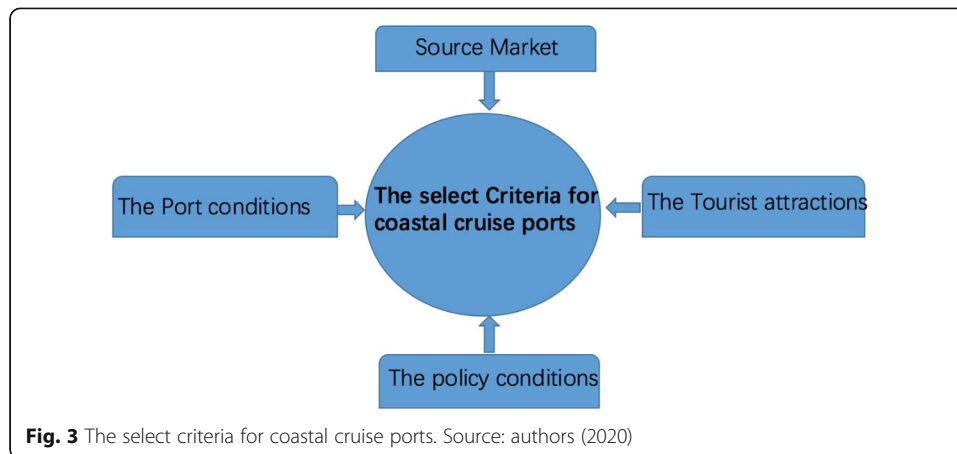 Source Market
The Port conditions
The select Criteria for
coastal cruise ports
The Tourist attractions
The policy conditions
Fig. 3 The select criteria for coastal cruise ports. Source: authors (2020)